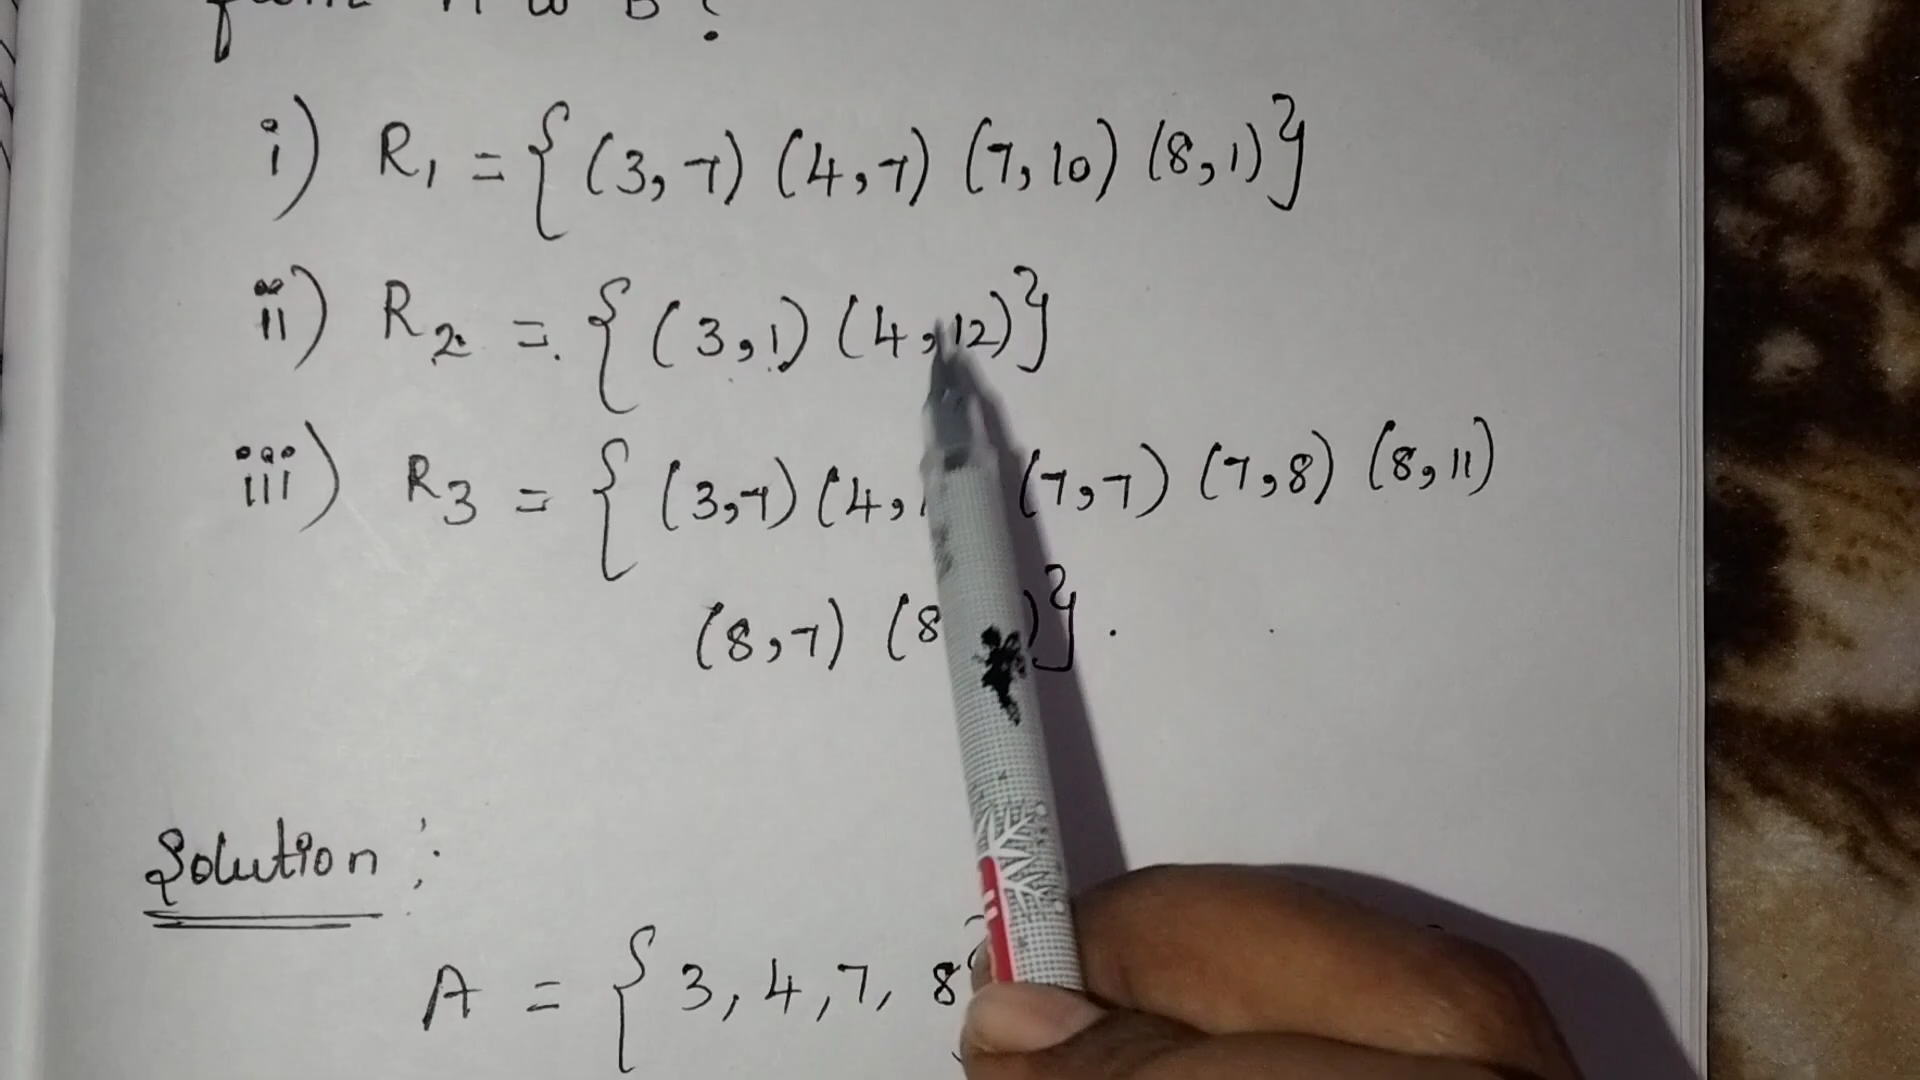 A to B ?
i) R1 = { (3,7) (4,7) (7,10) (8,1)}
ii) R2 = { (3,1) (4,12)}
iii) R3 = { (3,7) (4, (7,7) (7,8) (8,11)
(8,7) (8 )}.
Solution :
A = { 3, 4, 7, 8